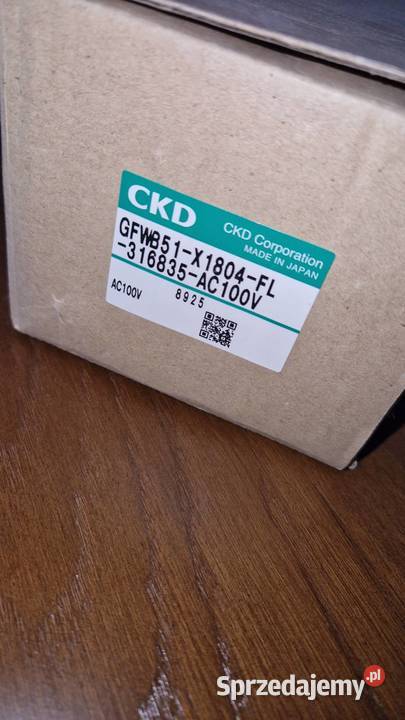 CKD
CKD Corporation
MADE IN JAPAN
GFWB51-X1804-FL
-316835-AC100V
AC100V 8925
Sprzedajemy.pl